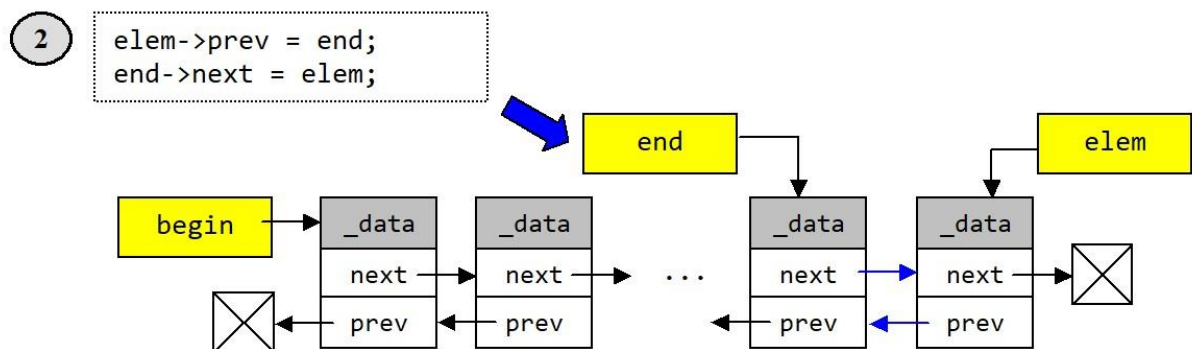 2
elem->prev = end;
end->next = elem;
end
elem
begin
_data
_data
_data
_data
next
next
...
next
next
prev
prev
prev
prev